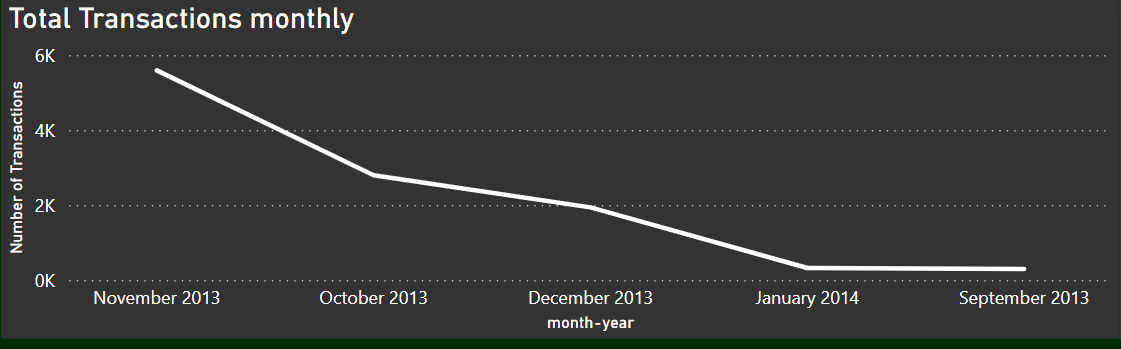 Total Transactions monthly
6K
4K
2K
0K
Number of Transactions
November 2013 October 2013 December 2013 January 2014 September 2013
month-year